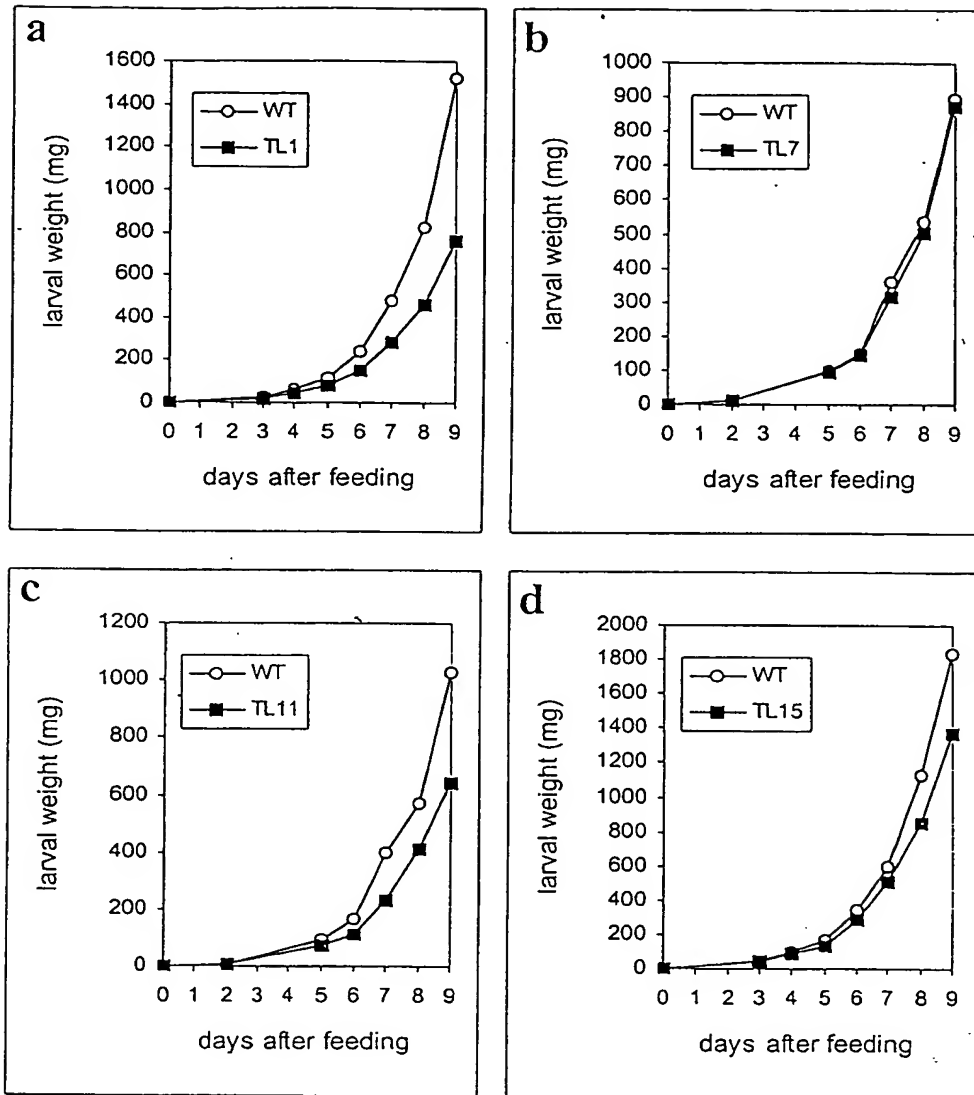 a
1600
1400
1200
1000
800
600
400
200
0
larval weight (mg)
WT
TL1
0 1 2 3 4 5 6 7 8 9
days after feeding
b
1000
900
800
700
600
500
400
300
200
100
0
larval weight (mg)
WT
TL7
0 1 2 3 4 5 6 7 8 9
days after feeding
c
1200
1000
800
600
400
200
0
larval weight (mg)
WT
TL11
0 1 2 3 4 5 6 7 8 9
days after feeding
d
2000
1800
1600
1400
1200
1000
800
600
400
200
0
larval weight (mg)
WT
TL15
0 1 2 3 4 5 6 7 8 9
days after feeding